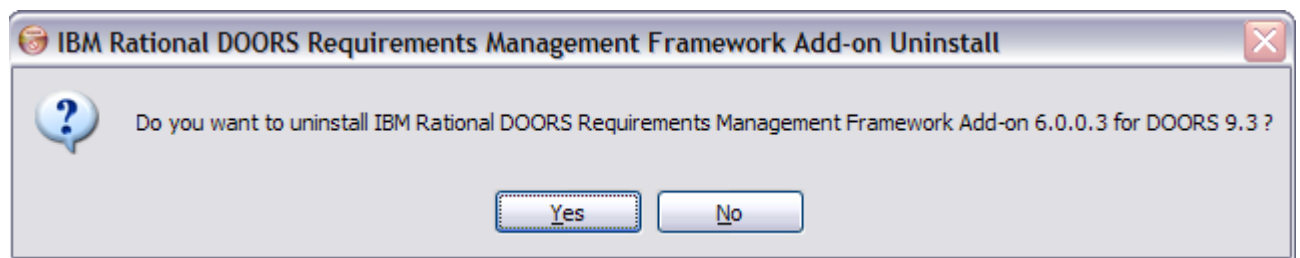 IBM Rational DOORS Requirements Management Framework Add-on Uninstall
Do you want to uninstall IBM Rational DOORS Requirements Management Framework Add-on 6.0.0.3 for DOORS 9.3 ?
Yes No